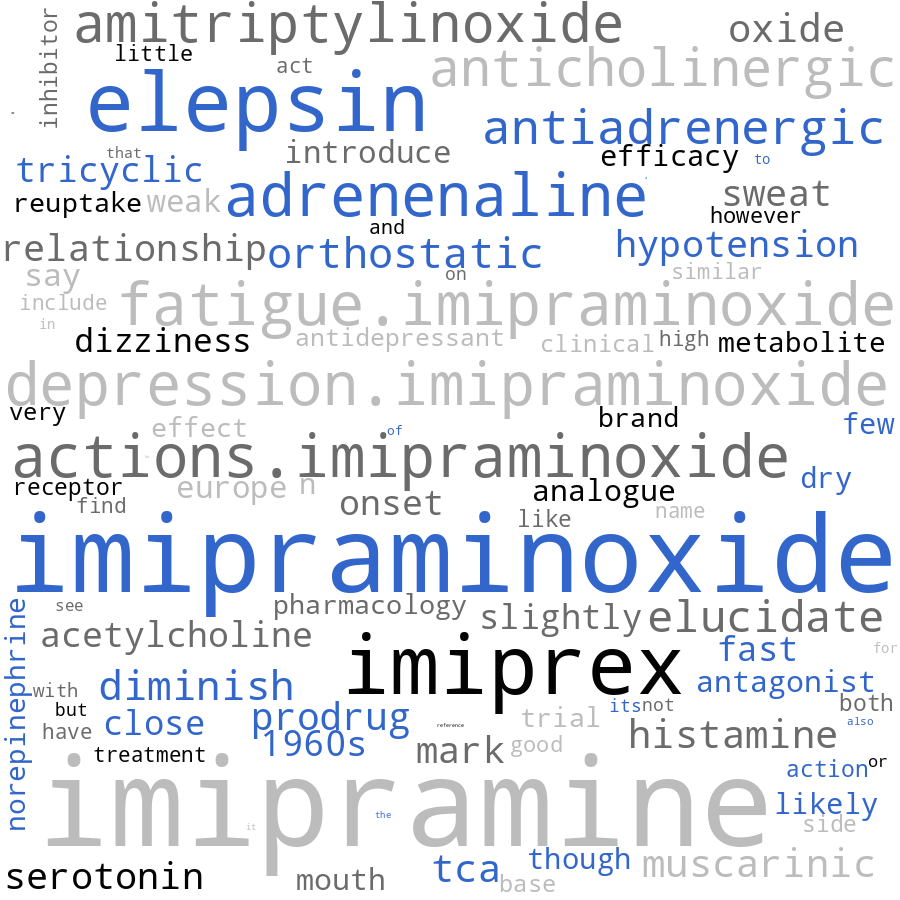 inhibitor
amitriptylinoxide
oxide
little
act
anticholinergic
elepsin
antiadrenergic
that
introduce
efficacy
to
tricyclic
reuptake
weak
adrenenaline
sweat
however
and
relationship
orthostatic
hypotension
say
on
similar
include
fatigue.imipraminoxide
in
dizziness
antidepressant
clinical
high
metabolite
depression.imipraminoxide
very
brand
few
effect
of
actions.imipraminoxide
receptor
europe
n
onset
analogue
dry
find
like
name
imipraminoxide
see
pharmacology
slightly
elucidate
norepinephrine
acetylcholine
imiprex
fast
for
with
diminish
antagonist
but
have
close
prodrug
1960s
reference
trial
its
not
both
also
treatment
mark
good
histamine
or
imipramine
action
it
the
likely
side
serotonin
mouth
tca
though
base
muscarinic